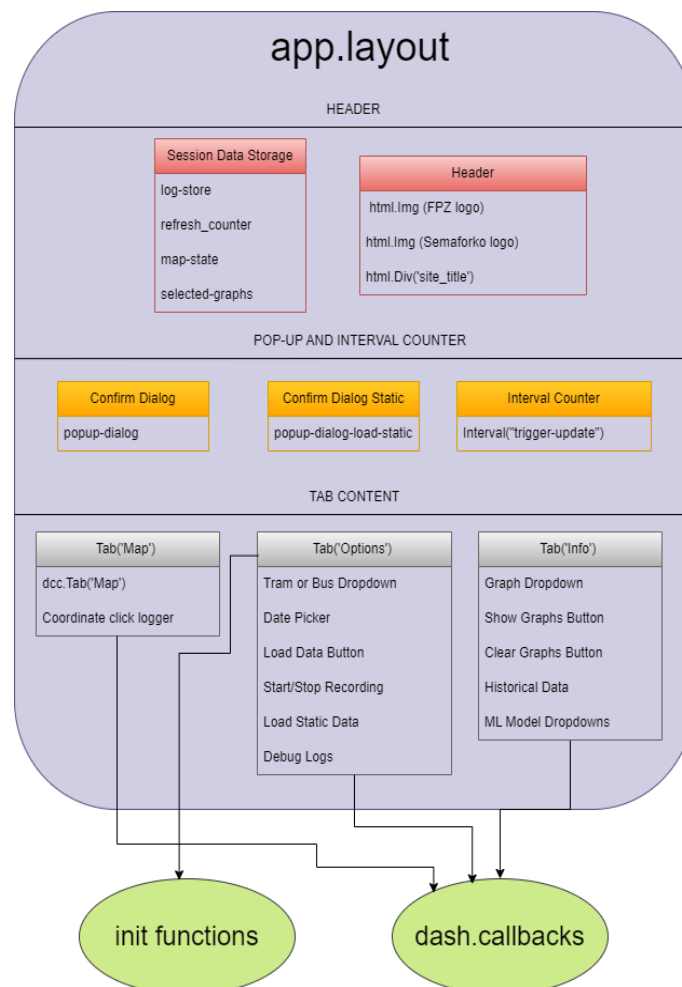 app.layout
HEADER
Session Data Storage
log-store
refresh_counter
map-state
selected-graphs
Header
html.Img (FPZ logo)
html.Img (Semaforko logo)
html.Div('site_title')
POP-UP AND INTERVAL COUNTER
Confirm Dialog
popup-dialog
Confirm Dialog Static
popup-dialog-load-static
Interval Counter
Interval("trigger-update")
TAB CONTENT
Tab('Map')
dcc.Tab('Map')
Coordinate click logger
Tab('Options')
Tram or Bus Dropdown
Date Picker
Load Data Button
Start/Stop Recording
Load Static Data
Debug Logs
Tab('Info')
Graph Dropdown
Show Graphs Button
Clear Graphs Button
Historical Data
ML Model Dropdowns
init functions
dash.callbacks